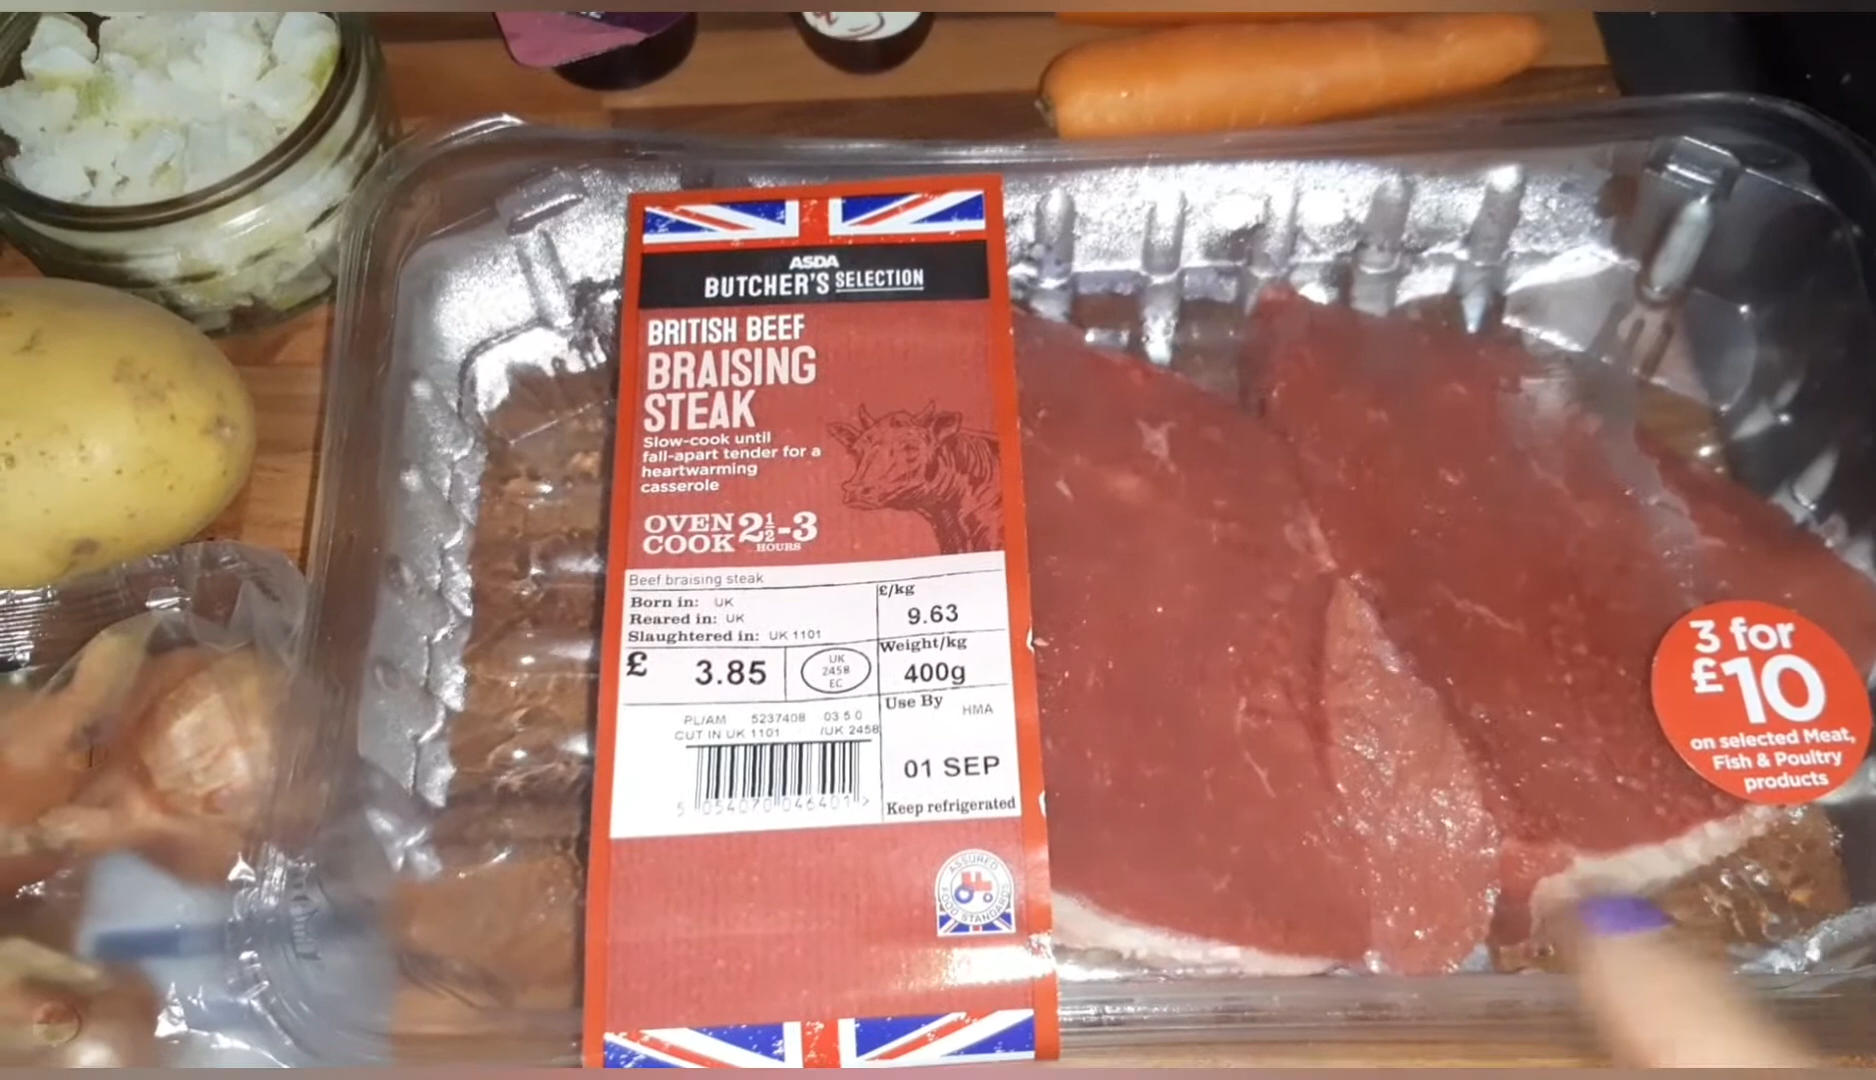 ASDA
BUTCHER'S SELECTION
BRITISH BEEF
BRAISING
STEAK
Slow-cook until
fall-apart tender for a
heartwarming
casserole
OVEN COOK 2½-3 HOURS
Beef braising steak
Born in: UK
Reared in: UK
Slaughtered in: UK 1101
£/kg
9.63
£ 3.85
UK
2458
EC
Weight/kg
400g
Use By HMA
01 SEP
Keep refrigerated
PL/AM 5237408 03 5 0
CUT IN UK 1101 /UK 2458
5 054070 046401 >
ASSURED
FOOD STANDARDS
3 for
£10
on selected Meat,
Fish & Poultry
products